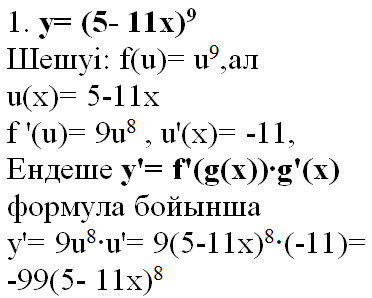 1. y= (5- 11x)⁹
Шешуі: f(u)= u⁹,ал
u(x)= 5-11x
f '(u)= 9u⁸ , u'(x)= -11,
Ендеше y'= f'(g(x))·g'(x)
формула бойынша
y'= 9u⁸·u'= 9(5-11x)⁸·(-11)=
-99(5- 11x)⁸